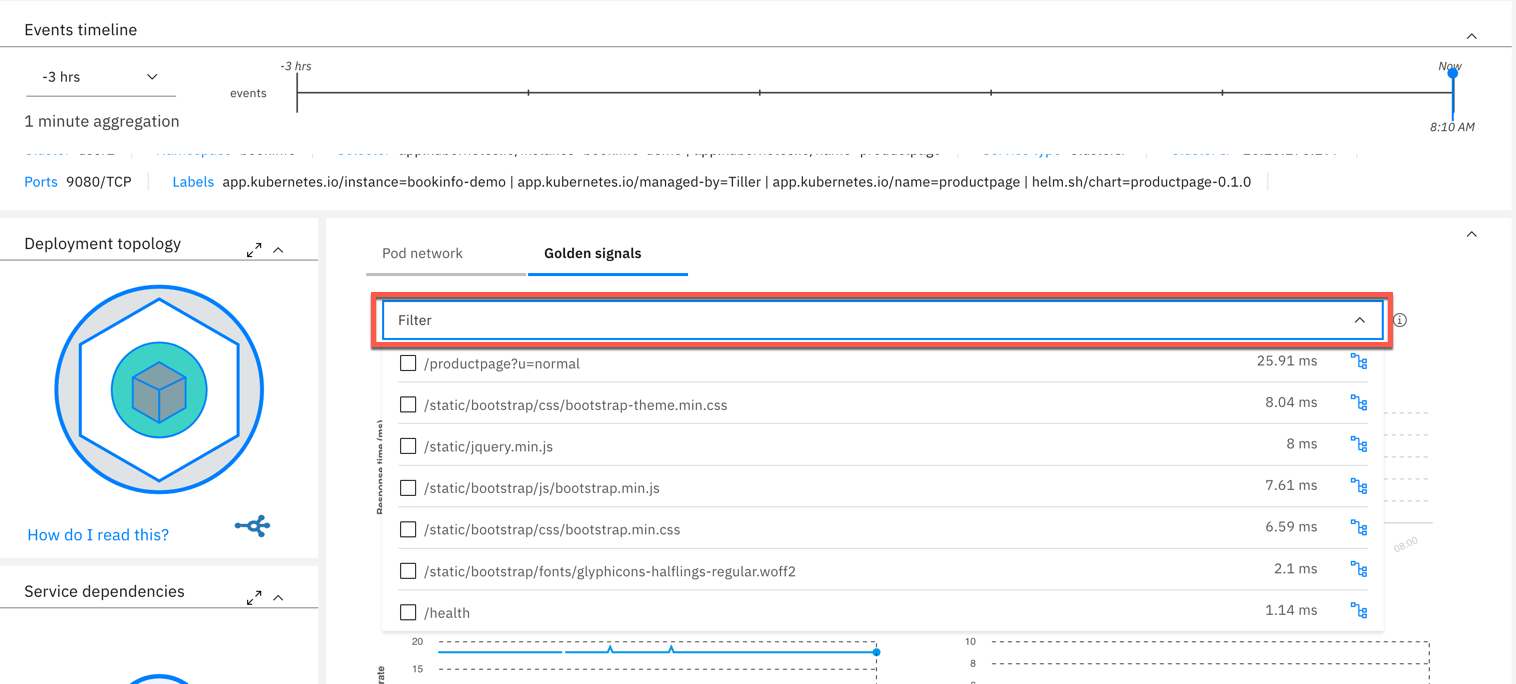 Events timeline
-3 hrs
-3 hrs
events
Now
8:10 AM
1 minute aggregation
Ports 9080/TCP Labels app.kubernetes.io/instance=bookinfo-demo | app.kubernetes.io/managed-by=Tiller | app.kubernetes.io/name=productpage | helm.sh/chart=productpage-0.1.0
Deployment topology
How do I read this?
Service dependencies
Pod network
Golden signals
Filter
/productpage?u=normal 25.91 ms
/static/bootstrap/css/bootstrap-theme.min.css 8.04 ms
/static/jquery.min.js 8 ms
/static/bootstrap/js/bootstrap.min.js 7.61 ms
/static/bootstrap/css/bootstrap.min.css 6.59 ms
/static/bootstrap/fonts/glyphicons-halflings-regular.woff2 2.1 ms
/health 1.14 ms
Response time (ms)
08:00
20
15
rate
10
8